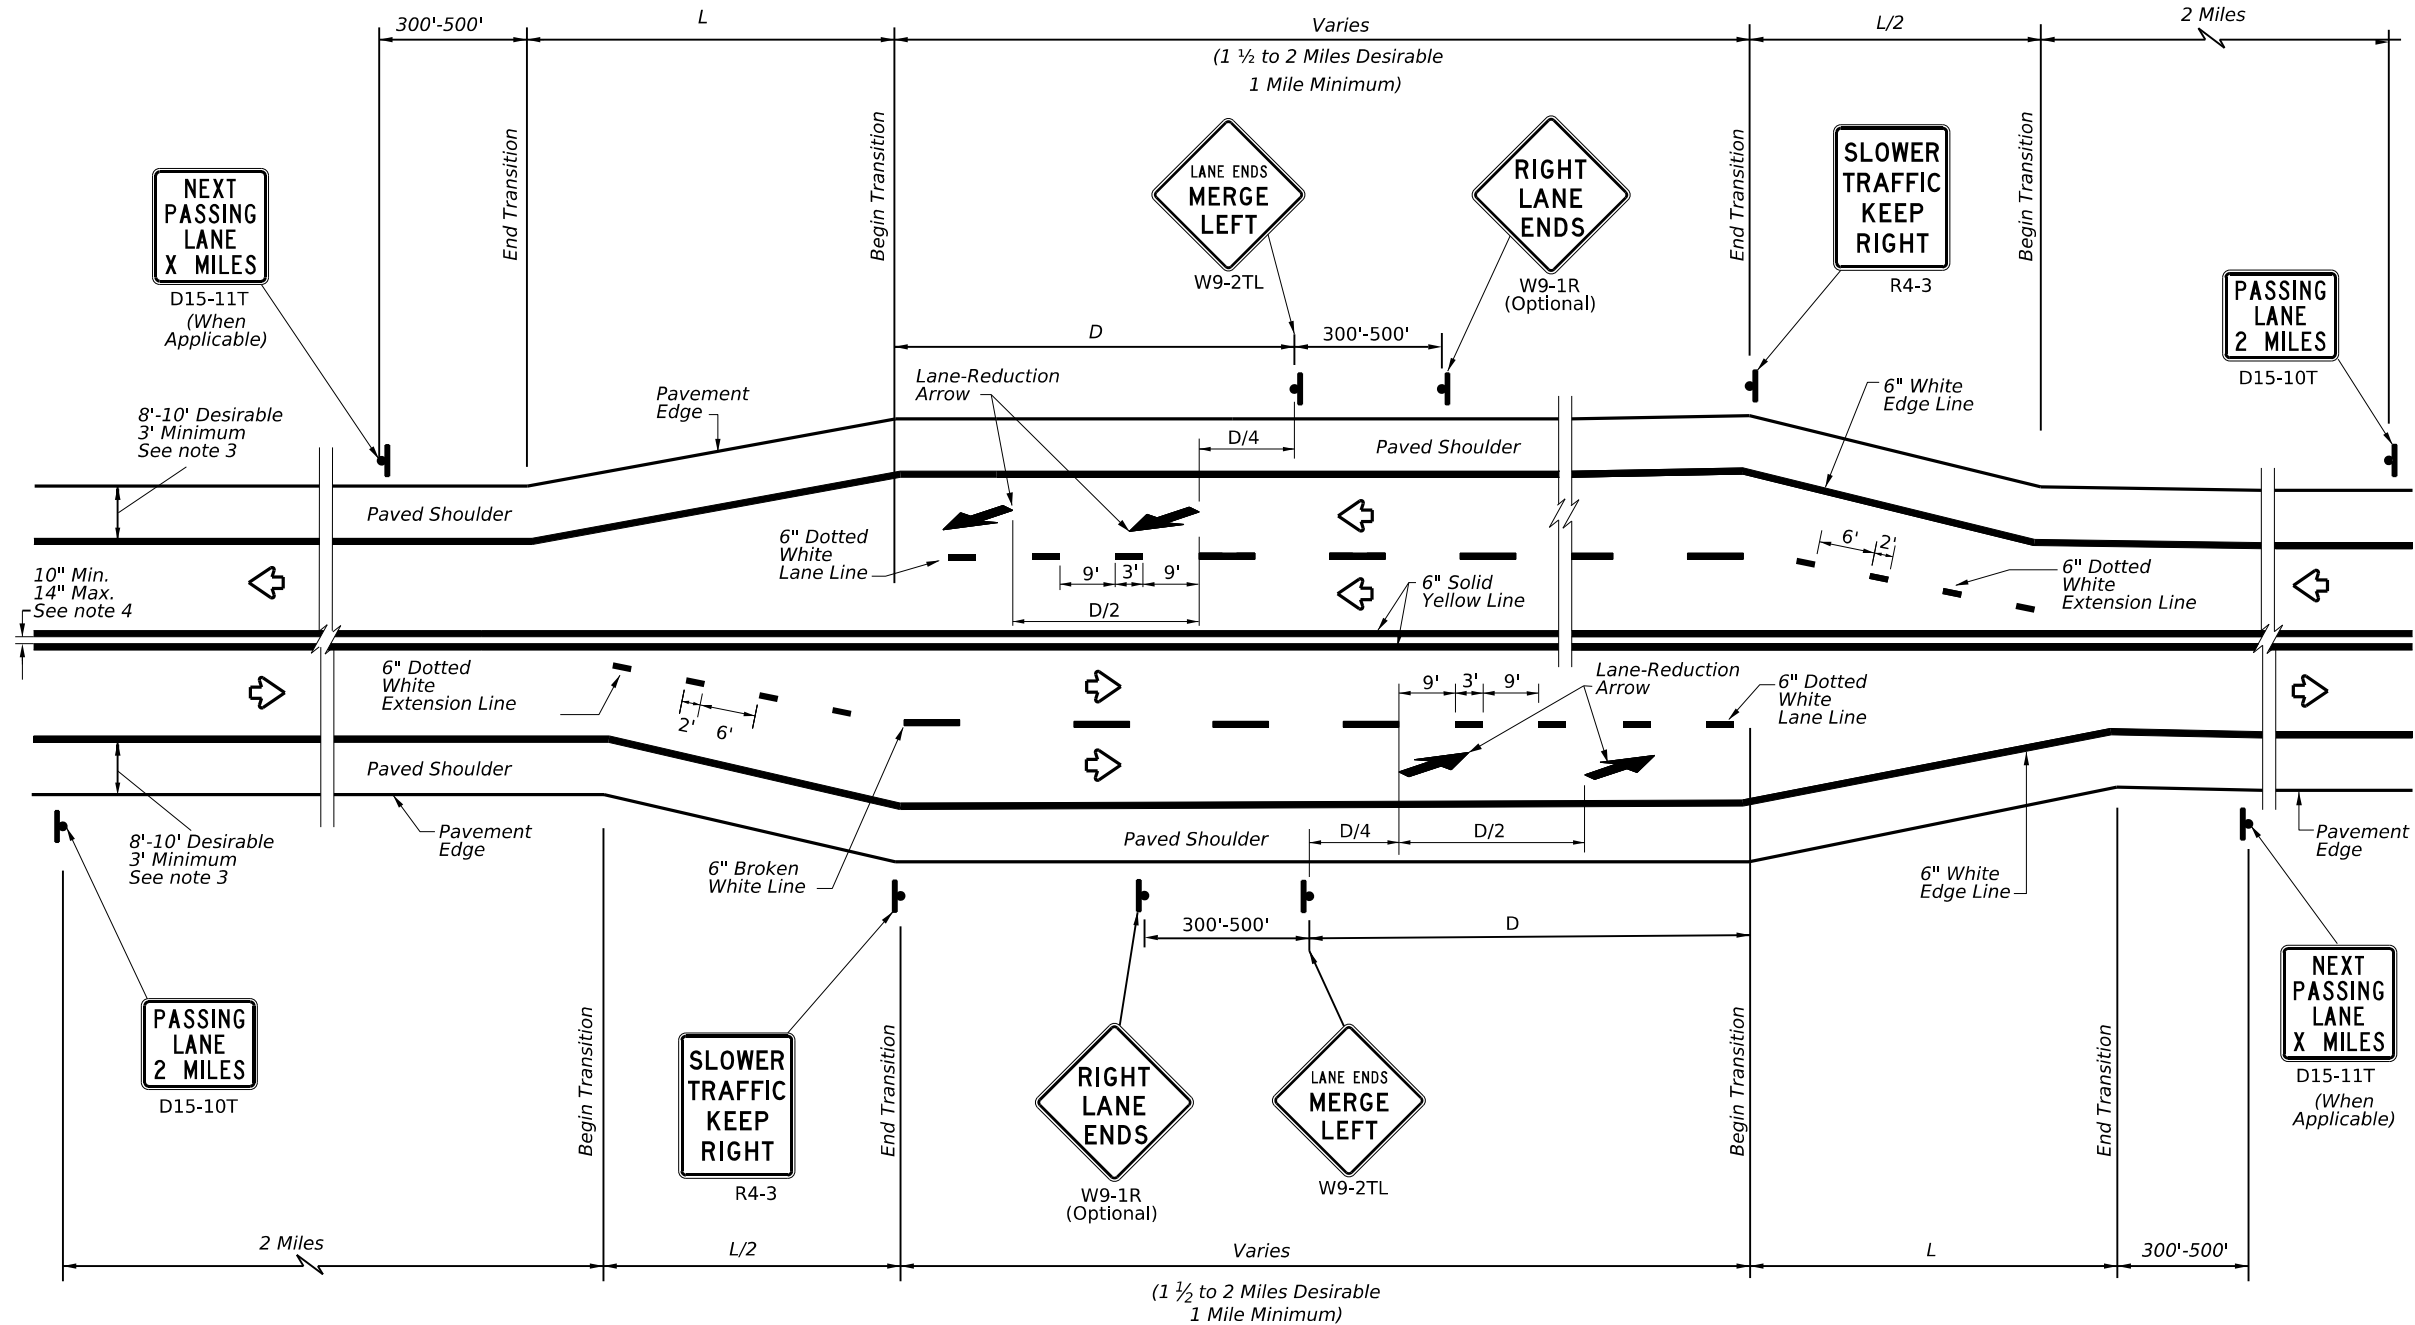 300'-500'
L
Varies
(1 ½ to 2 Miles Desirable
1 Mile Minimum)
L/2
2 Miles
End Transition
Begin Transition
End Transition
Begin Transition
NEXT
PASSING
LANE
X MILES
D15-11T
(When
Applicable)
LANE ENDS
MERGE
LEFT
W9-2TL
RIGHT
LANE
ENDS
W9-1R
(Optional)
SLOWER
TRAFFIC
KEEP
RIGHT
R4-3
PASSING
LANE
2 MILES
D15-10T
D
300'-500'
8'-10' Desirable
3' Minimum
See note 3
Pavement
Edge
Lane-Reduction
Arrow
D/4
Paved Shoulder
6" White
Edge Line
Paved Shoulder
6" Dotted
White
Lane Line
9'
3'
9'
D/2
6'
2'
10" Min.
14" Max.
See note 4
6" Solid
Yellow Line
6" Dotted
White
Extension Line
6" Dotted
White
Extension Line
2'
6'
9'
3'
9'
Lane-Reduction
Arrow
6" Dotted
White
Lane Line
Paved Shoulder
8'-10' Desirable
3' Minimum
See note 3
Pavement
Edge
6" Broken
White Line
Paved Shoulder
D/4
D/2
6" White
Edge Line
Pavement
Edge
300'-500'
D
PASSING
LANE
2 MILES
D15-10T
Begin Transition
SLOWER
TRAFFIC
KEEP
RIGHT
R4-3
End Transition
RIGHT
LANE
ENDS
W9-1R
(Optional)
LANE ENDS
MERGE
LEFT
W9-2TL
Begin Transition
End Transition
NEXT
PASSING
LANE
X MILES
D15-11T
(When
Applicable)
2 Miles
L/2
Varies
(1 ½ to 2 Miles Desirable
1 Mile Minimum)
L
300'-500'